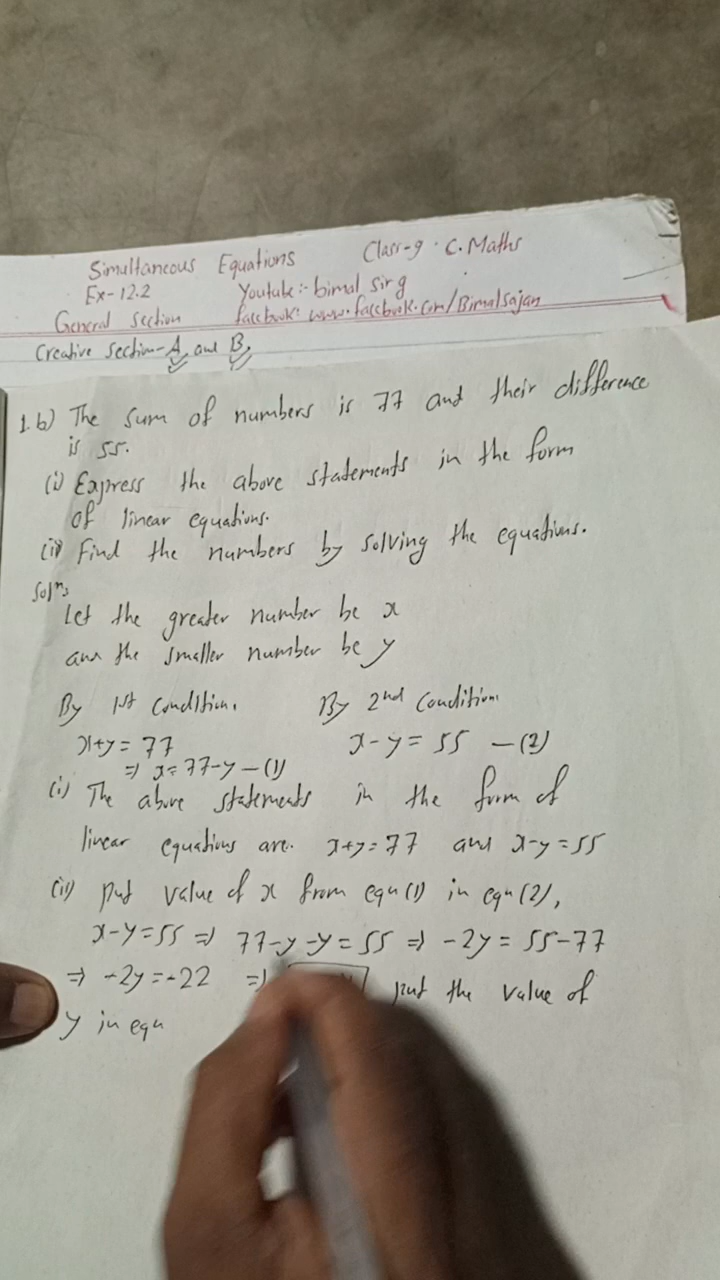 Simultaneous Equations Class-9. C. Maths
Ex-12.2 Youtube:- bimal sir g
General section facebook: www.facebook.com/Bimalsajan
Creative section-A, and B,
1.b) The sum of numbers is 77 and their difference
is 55.
(i) Express the above statements in the form
of linear equations.
(ii) Find the numbers by solving the equations.
Solⁿ,
Let the greater number be x
and the smaller number be y
By 1st condition, By 2nd condition
x+y=77 x-y=55 -(2)
⇒ x=77-y-(1)
(i) The above statements in the form of
linear equations are. x+y=77 and x-y=55
(ii) put value of x from eqn(1) in eqn(2),
x-y=55 ⇒ 77-y-y=55 ⇒ -2y=55-77
⇒ -2y=-22 ⇒ put the value of
y in eqn